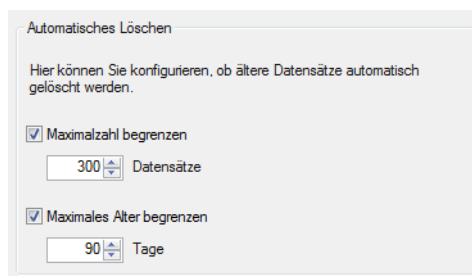 Automatisches Löschen
Hier können Sie konfigurieren, ob ältere Datensätze automatisch
gelöscht werden.
Maximalzahl begrenzen
300 Datensätze
Maximales Alter begrenzen
90 Tage